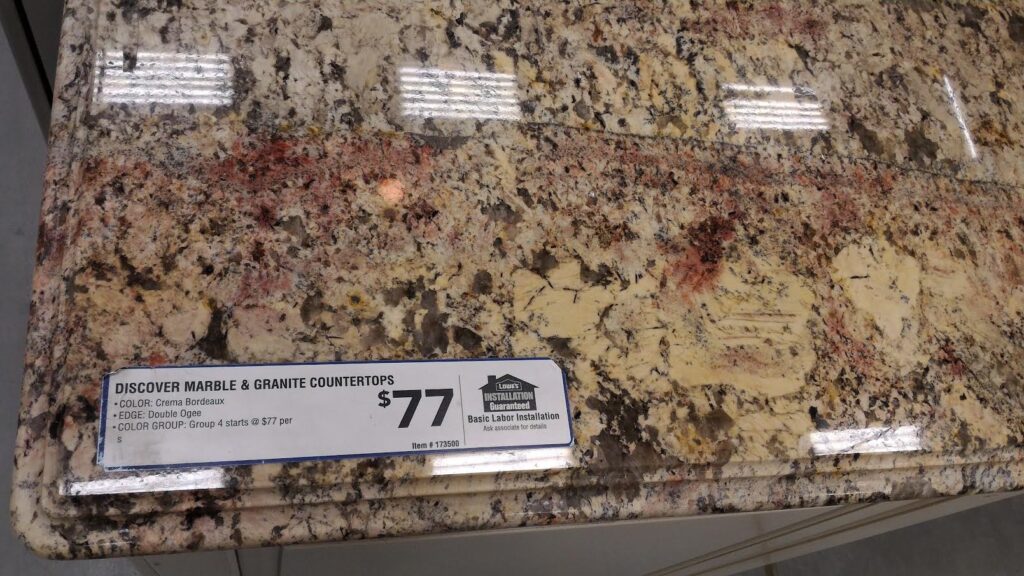 DISCOVER MARBLE & GRANITE COUNTERTOPS
• COLOR: Crema Bordeaux
• EDGE: Double Ogee
• COLOR GROUP: Group 4 starts @ $77 per
s
$77
Item # 173500
LOWE'S
INSTALLATION
Guaranteed
Basic Labor Installation
Ask associate for details